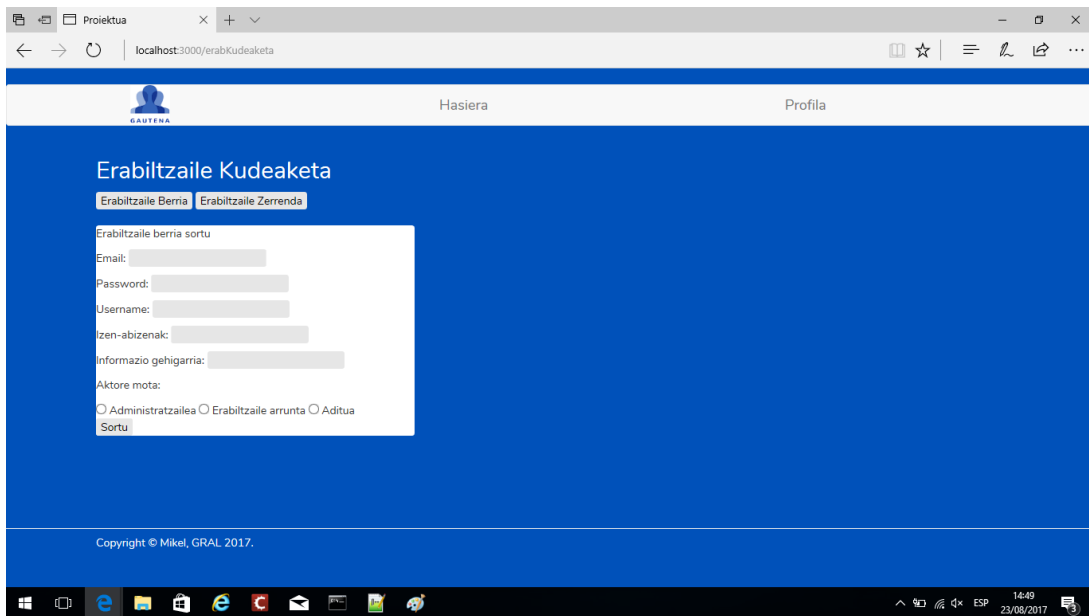 Proiektua
localhost:3000/erabKudeaketa
GAUTENA
Hasiera
Profila
Erabiltzaile Kudeaketa
Erabiltzaile Berria Erabiltzaile Zerrenda
Erabiltzaile berria sortu
Email:
Password:
Username:
Izen-abizenak:
Informazio gehigarria:
Aktore mota:
Administratzailea Erabiltzaile arrunta Aditua
Sortu
Copyright © Mikel, GRAL 2017.
ESP
14:49
23/08/2017